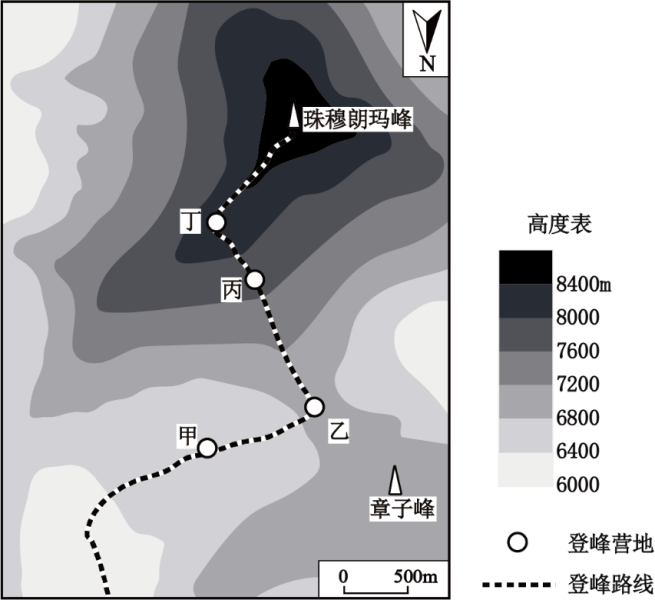 N
珠穆朗玛峰
丁
丙
乙
甲
章子峰
0 500m
高度表
8400m
8000
7600
7200
6800
6400
6000
登峰营地
登峰路线